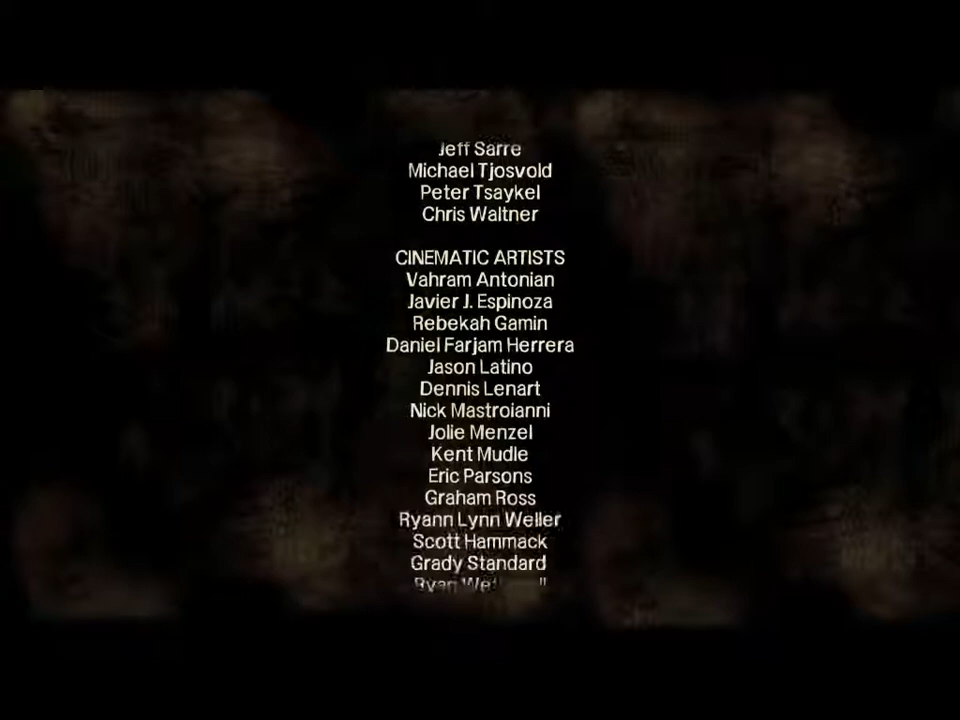 Jeff Sarre
Michael Tjosvold
Peter Tsaykel
Chris Waltner
CINEMATIC ARTISTS
Vahram Antonian
Javier J. Espinoza
Rebekah Gamin
Daniel Farjam Herrera
Jason Latino
Dennis Lenart
Nick Mastroianni
Jolie Menzel
Kent Mudle
Eric Parsons
Graham Ross
Ryann Lynn Weller
Scott Hammack
Grady Standard
Ryan